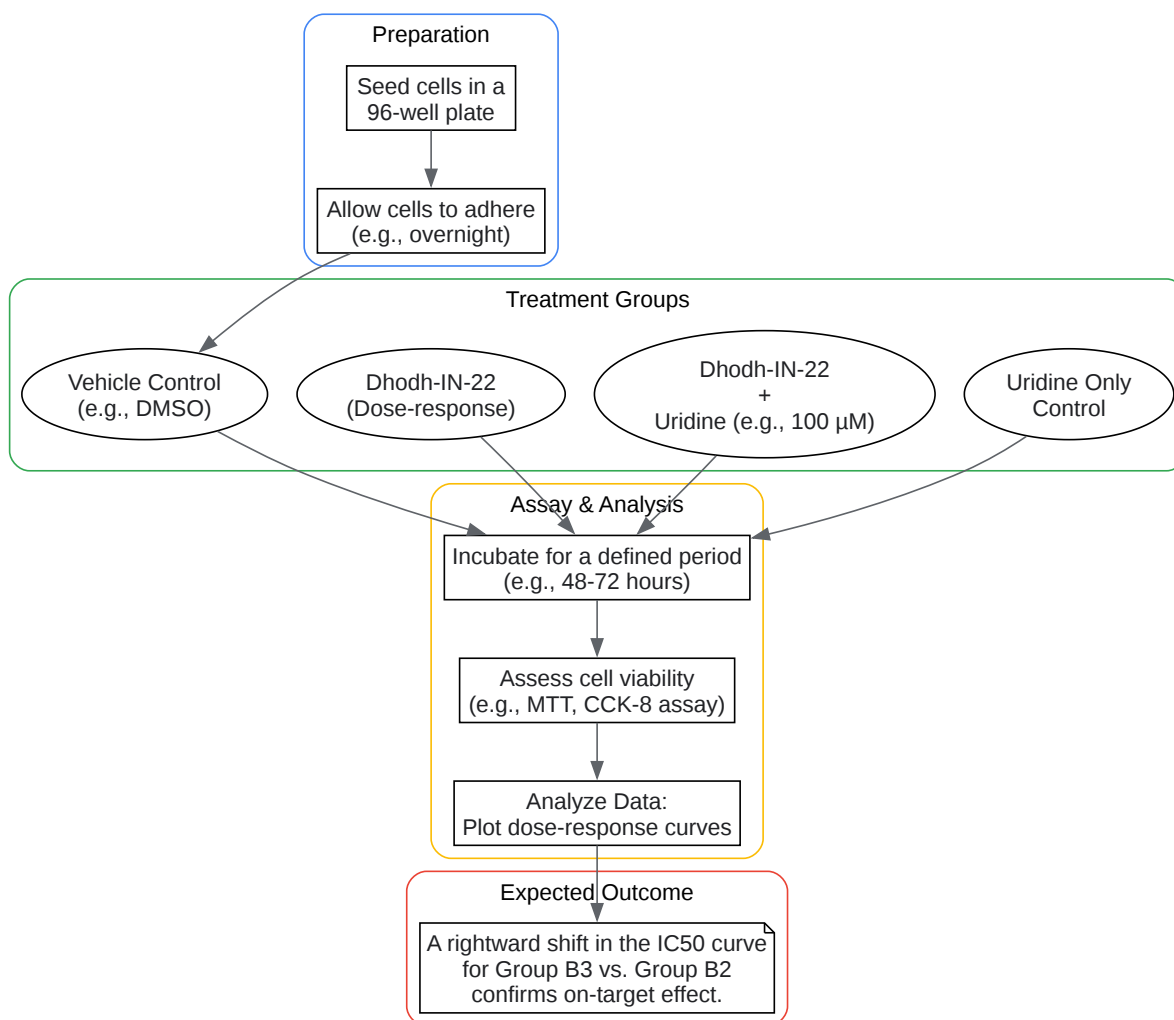 Preparation
Seed cells in a
96-well plate
Allow cells to adhere
(e.g., overnight)
Treatment Groups
Vehicle Control
(e.g., DMSO)
Dhodh-IN-22
(Dose-response)
Dhodh-IN-22
+
Uridine (e.g., 100 µM)
Uridine Only
Control
Assay & Analysis
Incubate for a defined period
(e.g., 48-72 hours)
Assess cell viability
(e.g., MTT, CCK-8 assay)
Analyze Data:
Plot dose-response curves
Expected Outcome
A rightward shift in the IC50 curve
for Group B3 vs. Group B2
confirms on-target effect.